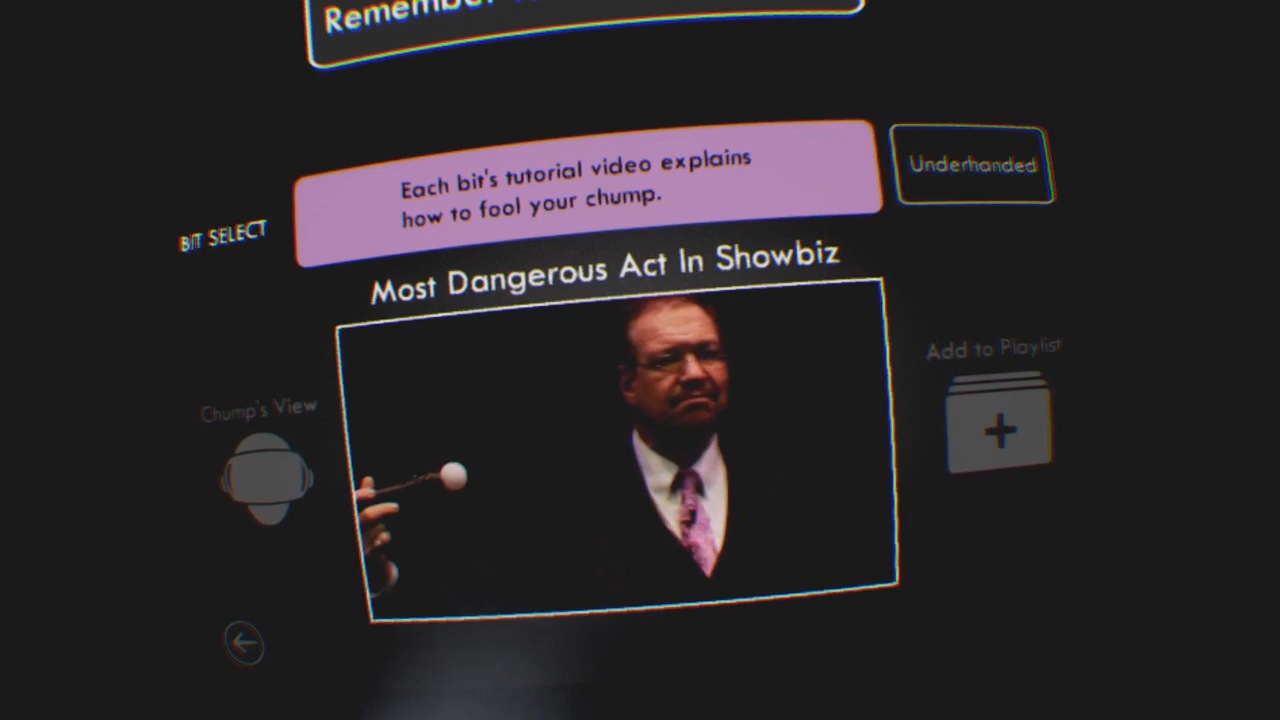 Remember
BIT SELECT
Each bit's tutorial video explains
how to fool your chump.
Underhanded
Most Dangerous Act In Showbiz
Chump's View
Add to Playlist